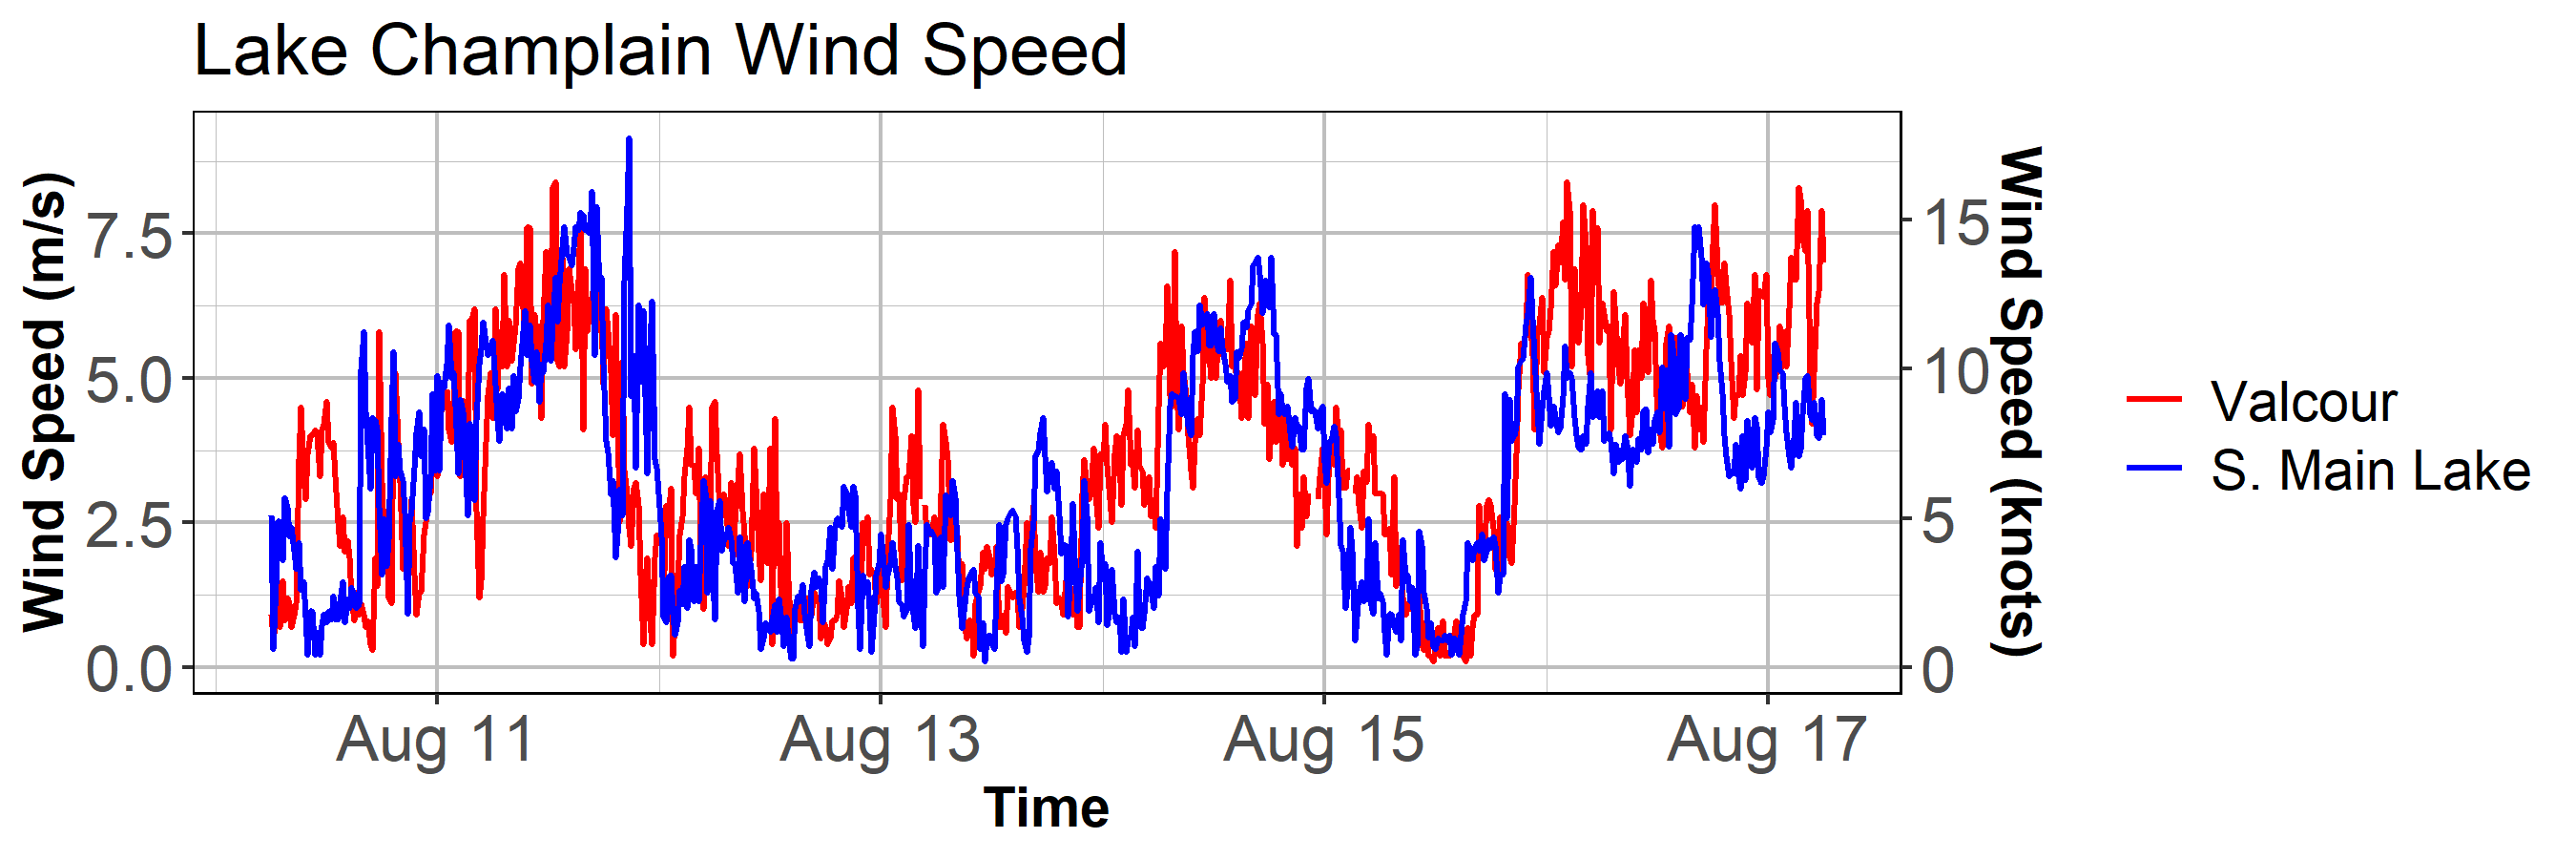 Lake Champlain Wind Speed
Wind Speed (m/s)
7.5
5.0
2.5
0.0
15
10
5
0
Wind Speed (knots)
Aug 11
Aug 13
Aug 15
Aug 17
Time
Valcour
S. Main Lake